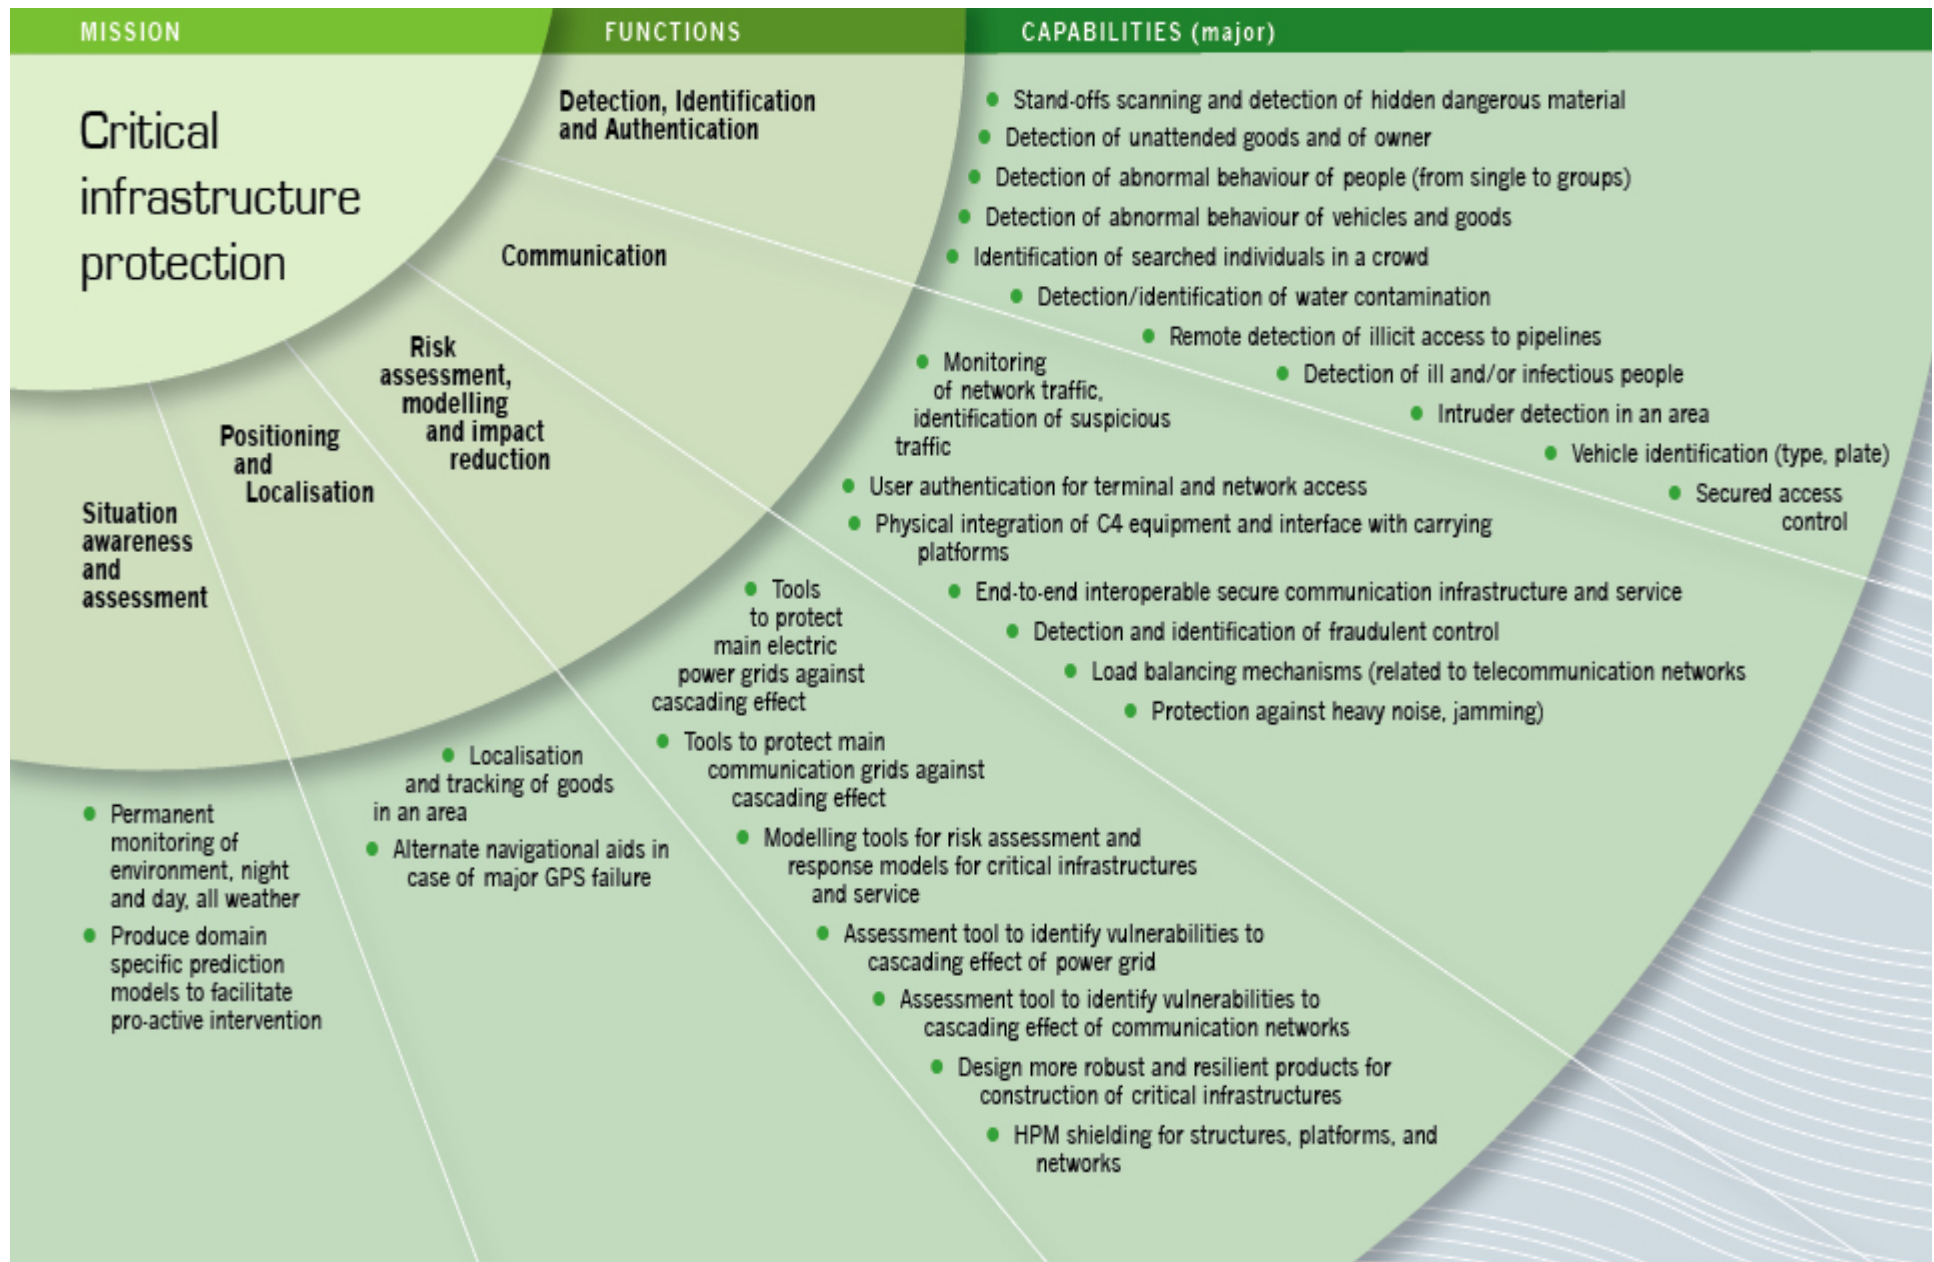 MISSION
FUNCTIONS
CAPABILITIES (major)
Critical
infrastructure
protection
Detection, Identification
and Authentication
Communication
Risk
assessment,
modelling
and impact
reduction
Positioning
and
Localisation
Situation
awareness
and
assessment
• Stand-offs scanning and detection of hidden dangerous material
• Detection of unattended goods and of owner
• Detection of abnormal behaviour of people (from single to groups)
• Detection of abnormal behaviour of vehicles and goods
• Identification of searched individuals in a crowd
• Detection/identification of water contamination
• Remote detection of illicit access to pipelines
• Detection of ill and/or infectious people
• Intruder detection in an area
• Vehicle identification (type, plate)
• Secured access
control
• Monitoring
of network traffic,
identification of suspicious
traffic
• User authentication for terminal and network access
• Physical integration of C4 equipment and interface with carrying
platforms
• End-to-end interoperable secure communication infrastructure and service
• Detection and identification of fraudulent control
• Load balancing mechanisms (related to telecommunication networks
• Protection against heavy noise, jamming)
• Tools
to protect
main electric
power grids against
cascading effect
• Tools to protect main
communication grids against
cascading effect
• Modelling tools for risk assessment and
response models for critical infrastructures
and service
• Assessment tool to identify vulnerabilities to
cascading effect of power grid
• Assessment tool to identify vulnerabilities to
cascading effect of communication networks
• Design more robust and resilient products for
construction of critical infrastructures
• HPM shielding for structures, platforms, and
networks
• Localisation
and tracking of goods
in an area
• Alternate navigational aids in
case of major GPS failure
• Permanent
monitoring of
environment, night
and day, all weather
• Produce domain
specific prediction
models to facilitate
pro-active intervention